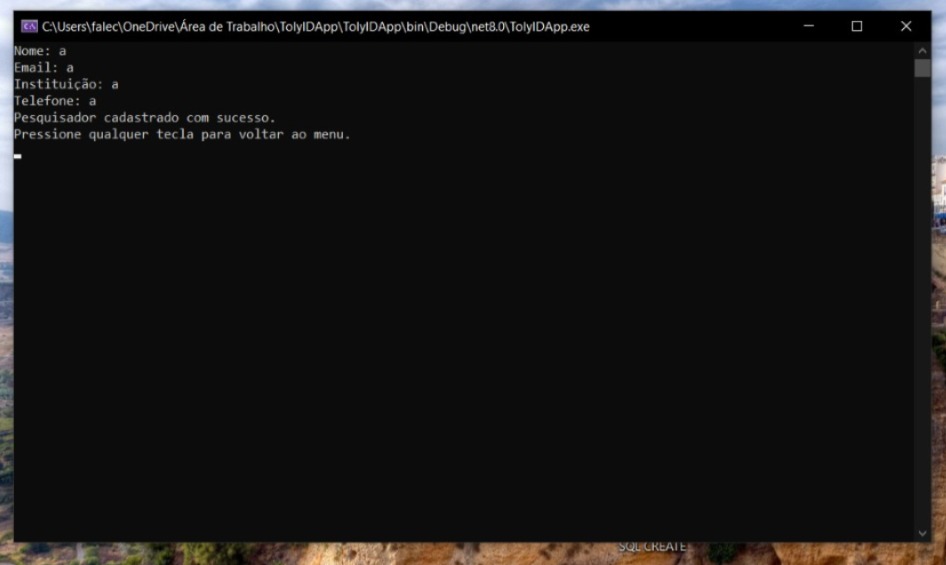 C:\Users\falec\OneDrive\Área de Trabalho\TolyIDApp\TolyIDApp\bin\Debug\net8.0\TolyIDApp.exe
Nome: a
Email: a
Instituição: a
Telefone: a
Pesquisador cadastrado com sucesso.
Pressione qualquer tecla para voltar ao menu.
SQL CREATE